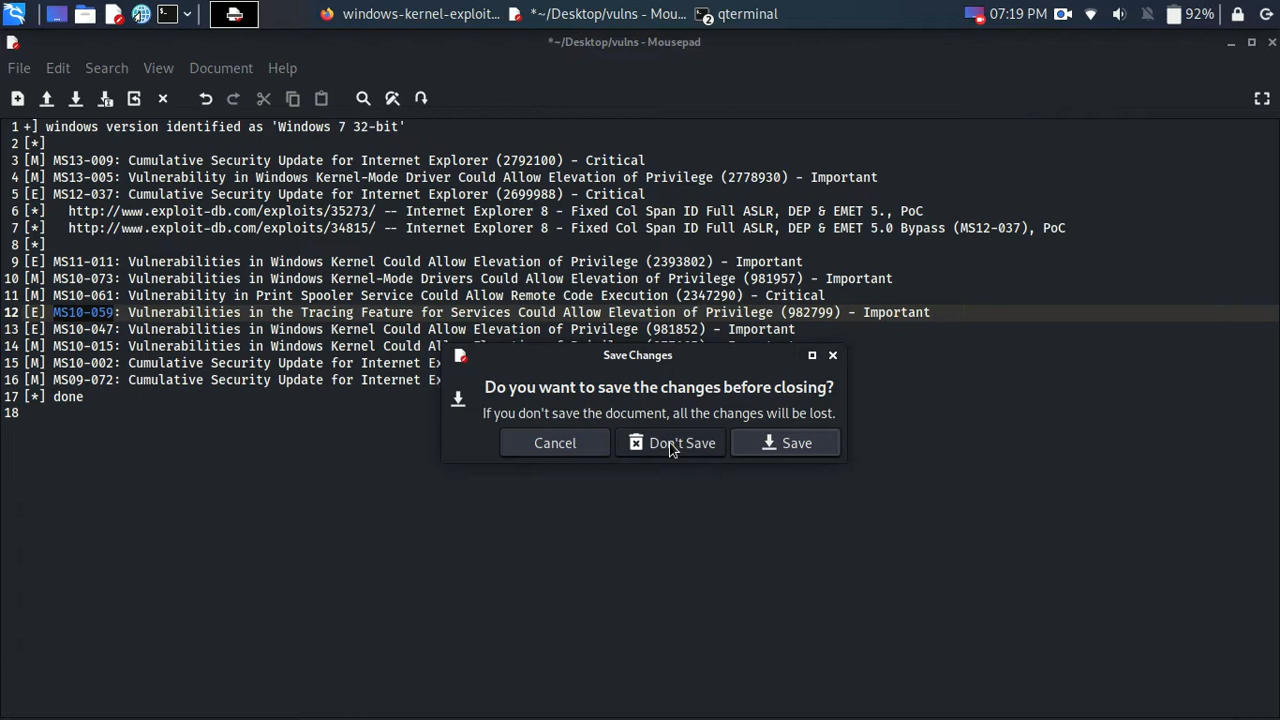 windows-kernel-exploit... *~/Desktop/vulns - Mou... 2 qterminal 07:19 PM 92%
*~/Desktop/vulns - Mousepad
File Edit Search View Document Help
1 +] windows version identified as 'Windows 7 32-bit'
2 [*]
3 [M] MS13-009: Cumulative Security Update for Internet Explorer (2792100) - Critical
4 [M] MS13-005: Vulnerability in Windows Kernel-Mode Driver Could Allow Elevation of Privilege (2778930) - Important
5 [E] MS12-037: Cumulative Security Update for Internet Explorer (2699988) - Critical
6 [*]   http://www.exploit-db.com/exploits/35273/ -- Internet Explorer 8 - Fixed Col Span ID Full ASLR, DEP & EMET 5., PoC
7 [*]   http://www.exploit-db.com/exploits/34815/ -- Internet Explorer 8 - Fixed Col Span ID Full ASLR, DEP & EMET 5.0 Bypass (MS12-037), PoC
8 [*]
9 [E] MS11-011: Vulnerabilities in Windows Kernel Could Allow Elevation of Privilege (2393802) - Important
10 [M] MS10-073: Vulnerabilities in Windows Kernel-Mode Drivers Could Allow Elevation of Privilege (981957) - Important
11 [M] MS10-061: Vulnerability in Print Spooler Service Could Allow Remote Code Execution (2347290) - Critical
12 [E] MS10-059: Vulnerabilities in the Tracing Feature for Services Could Allow Elevation of Privilege (982799) - Important
13 [E] MS10-047: Vulnerabilities in Windows Kernel Could Allow Elevation of Privilege (981852) - Important
14 [M] MS10-015: Vulnerabilities in Windows Kernel Could Al
15 [M] MS10-002: Cumulative Security Update for Internet Ex
16 [M] MS09-072: Cumulative Security Update for Internet Ex
17 [*] done
18
Save Changes
Do you want to save the changes before closing?
If you don't save the document, all the changes will be lost.
Cancel Don't Save Save